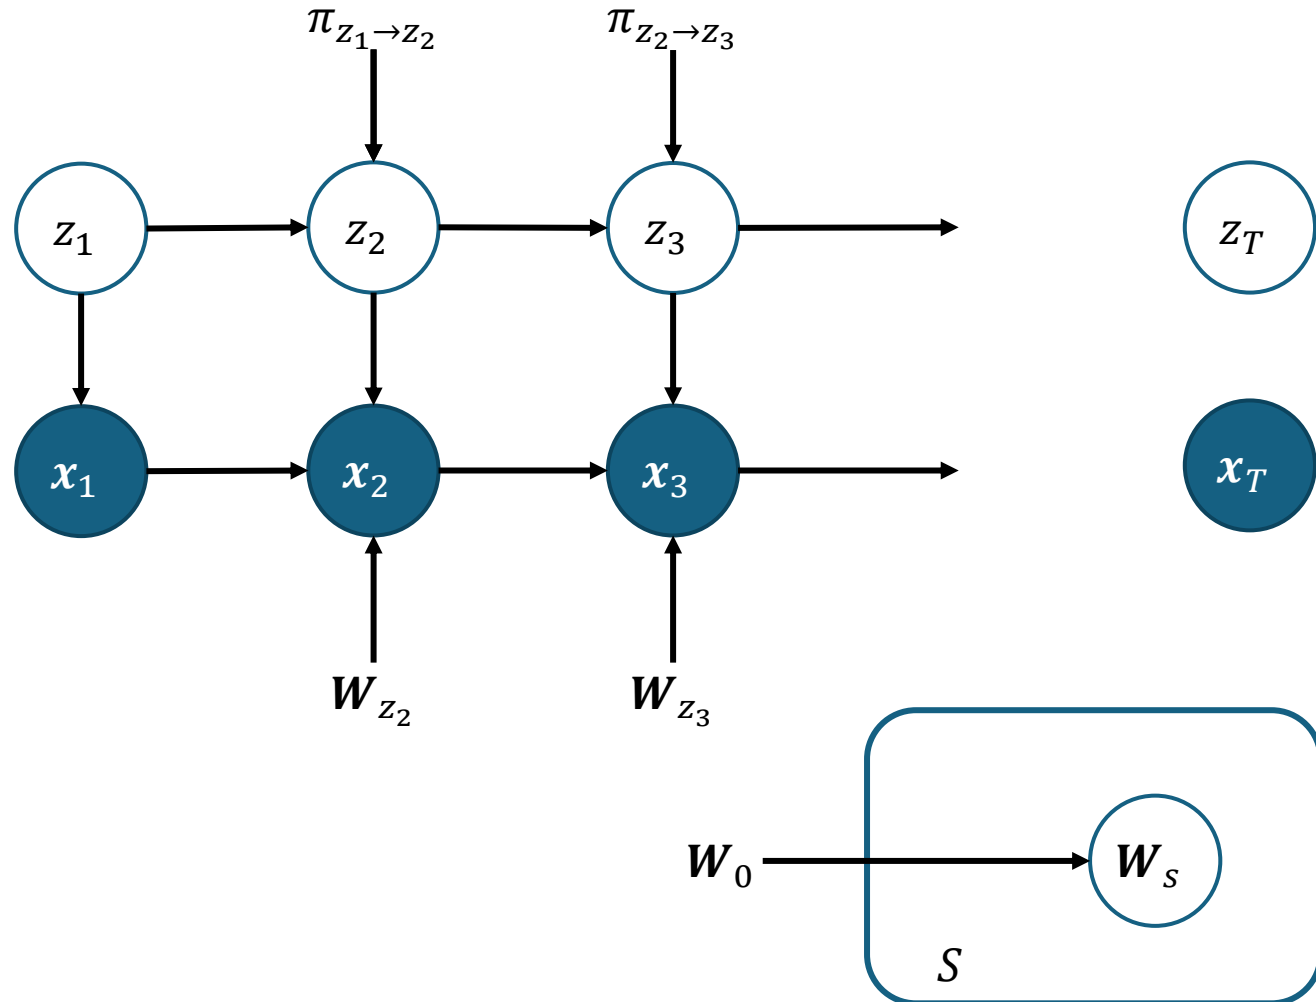 π_{z_1→z_2} π_{z_2→z_3}
z_1 z_2 z_3 z_T
x_1 x_2 x_3 x_T
W_{z_2} W_{z_3}
W_0 W_s
S